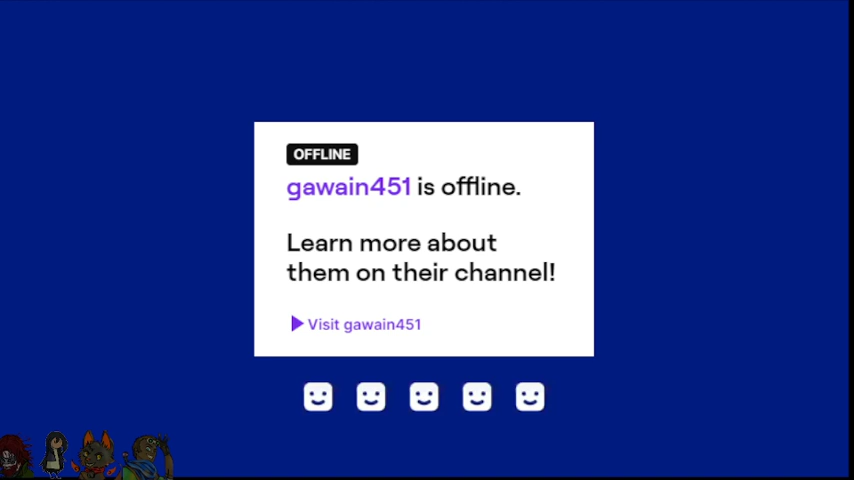 OFFLINE
gawain451 is offline.
Learn more about
them on their channel!
Visit gawain451